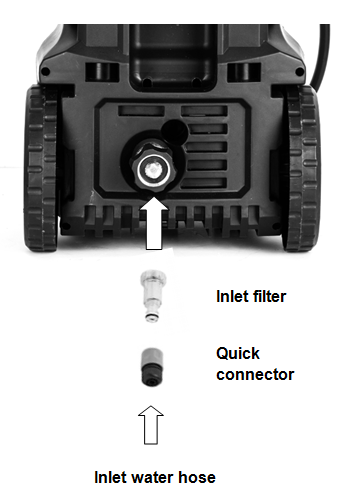 Inlet filter
Quick
connector
Inlet water hose